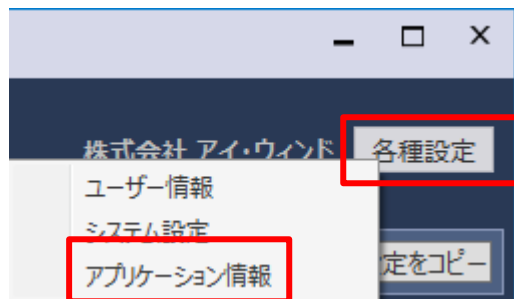 株式会社 アイ・ウィンド 各種設定
ユーザー情報
システム設定
アプリケーション情報
定をコピー